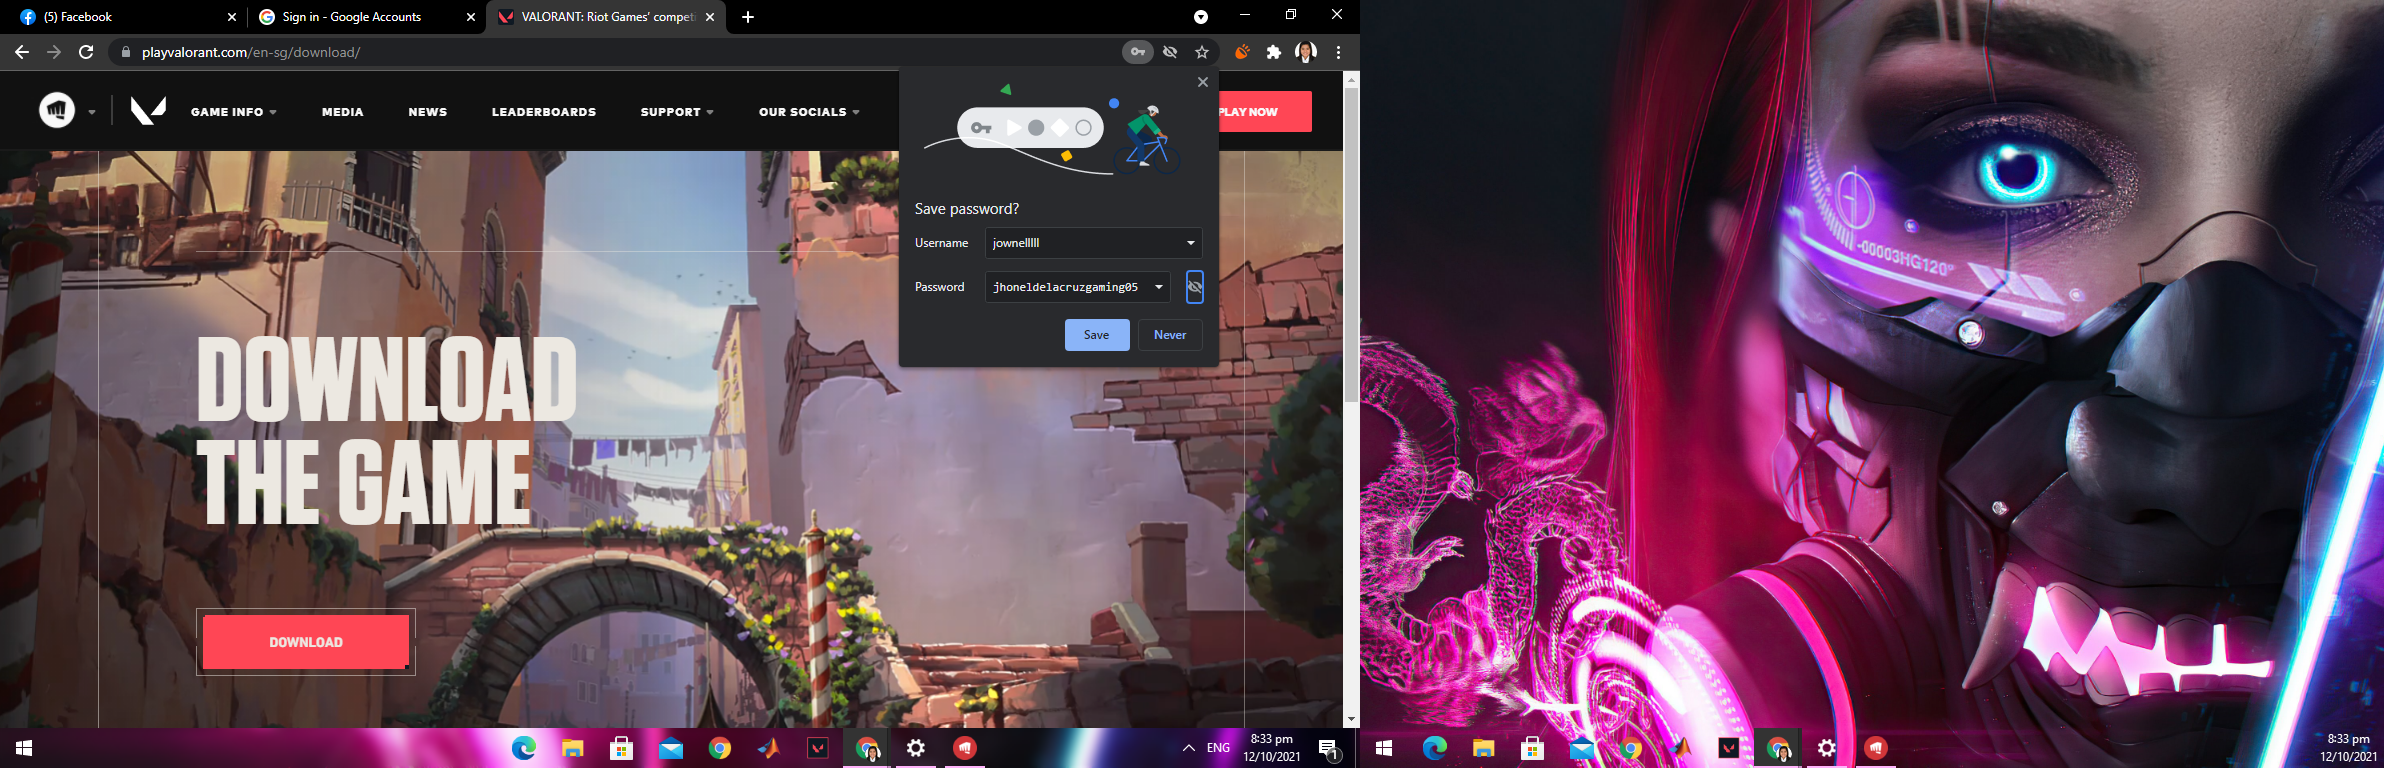 (5) Facebook
Sign in - Google Accounts
VALORANT: Riot Games' competi
playvalorant.com/en-sg/download/
GAME INFO
MEDIA
NEWS
LEADERBOARDS
SUPPORT
OUR SOCIALS
PLAY NOW
Save password?
Username
jownelllll
Password
jhoneldelacruzgaming05
Save
Never
DOWNLOAD
THE GAME
DOWNLOAD
-00003HG120°
ENG
8:33 pm
12/10/2021
1
8:33 pm
12/10/2021